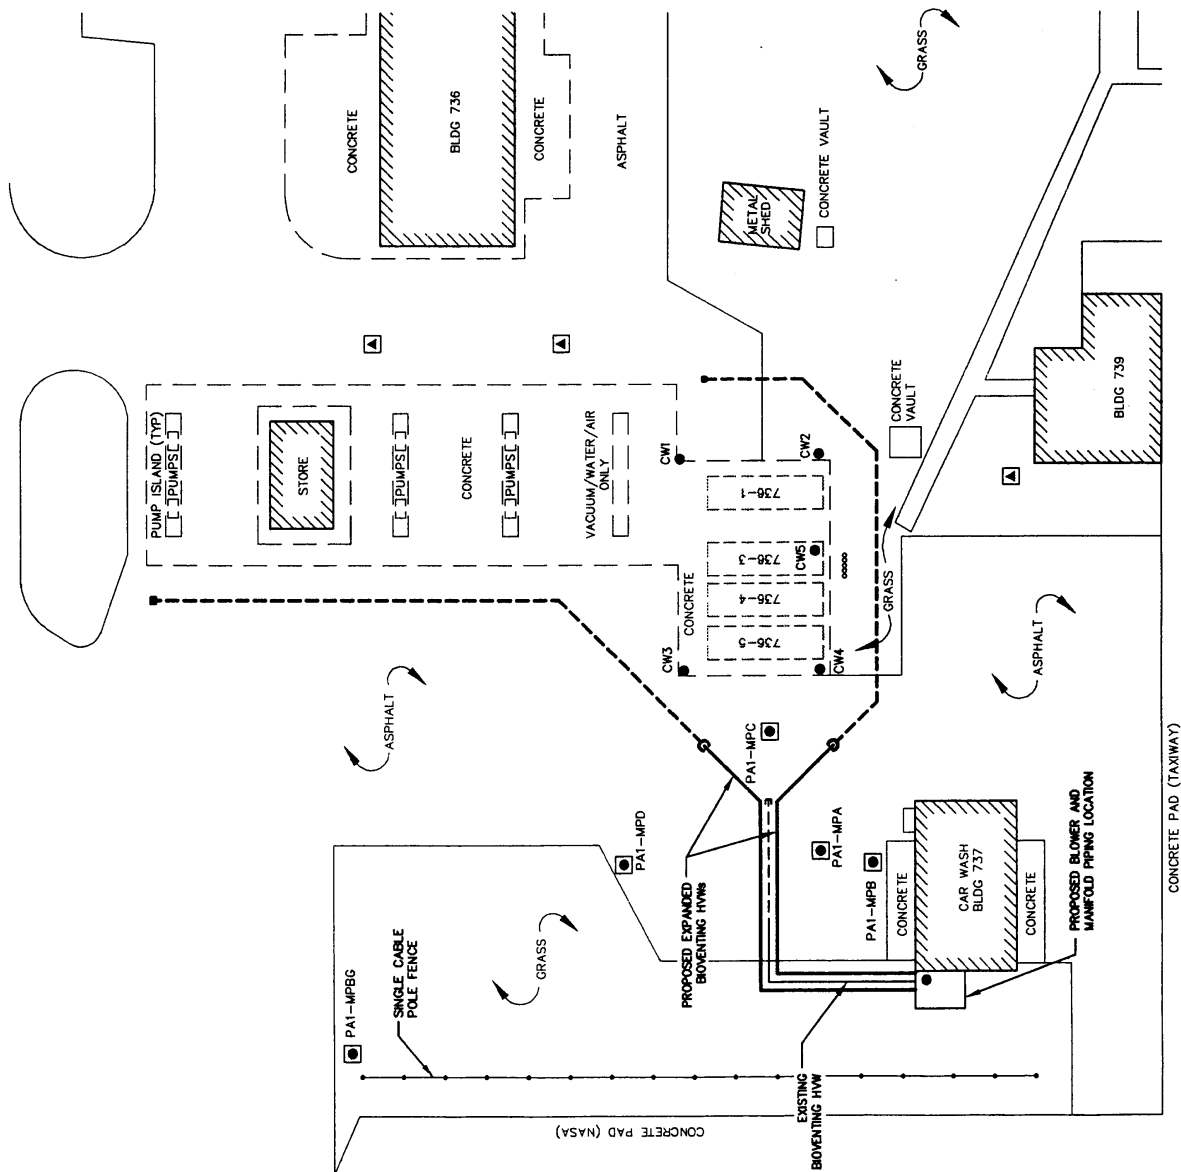 GRASS
CONCRETE
BLDG 736
CONCRETE
ASPHALT
METAL
SHED
CONCRETE VAULT
PUMP ISLAND (TYP)
PUMPS
STORE
PUMPS
CONCRETE
PUMPS
VACUUM/WATER/AIR
ONLY
CW1
CW2
736-1
736-3
CW5
736-4
736-5
CONCRETE
CW3
CW4
GRASS
CONCRETE
VAULT
BLDG 739
ASPHALT
ASPHALT
PA1-MPC
PA1-MPD
PA1-MPA
PA1-MPB
PROPOSED EXPANDED
BIOVENTING HVWs
CONCRETE
CAR WASH
BLDG 737
CONCRETE
PROPOSED BLOWER AND
MANIFOLD PIPING LOCATION
CONCRETE PAD (TAXIWAY)
GRASS
PA1-MPBG
SINGLE CABLE
POLE FENCE
EXISTING
BIOVENTING HVW
CONCRETE PAD (NASA)